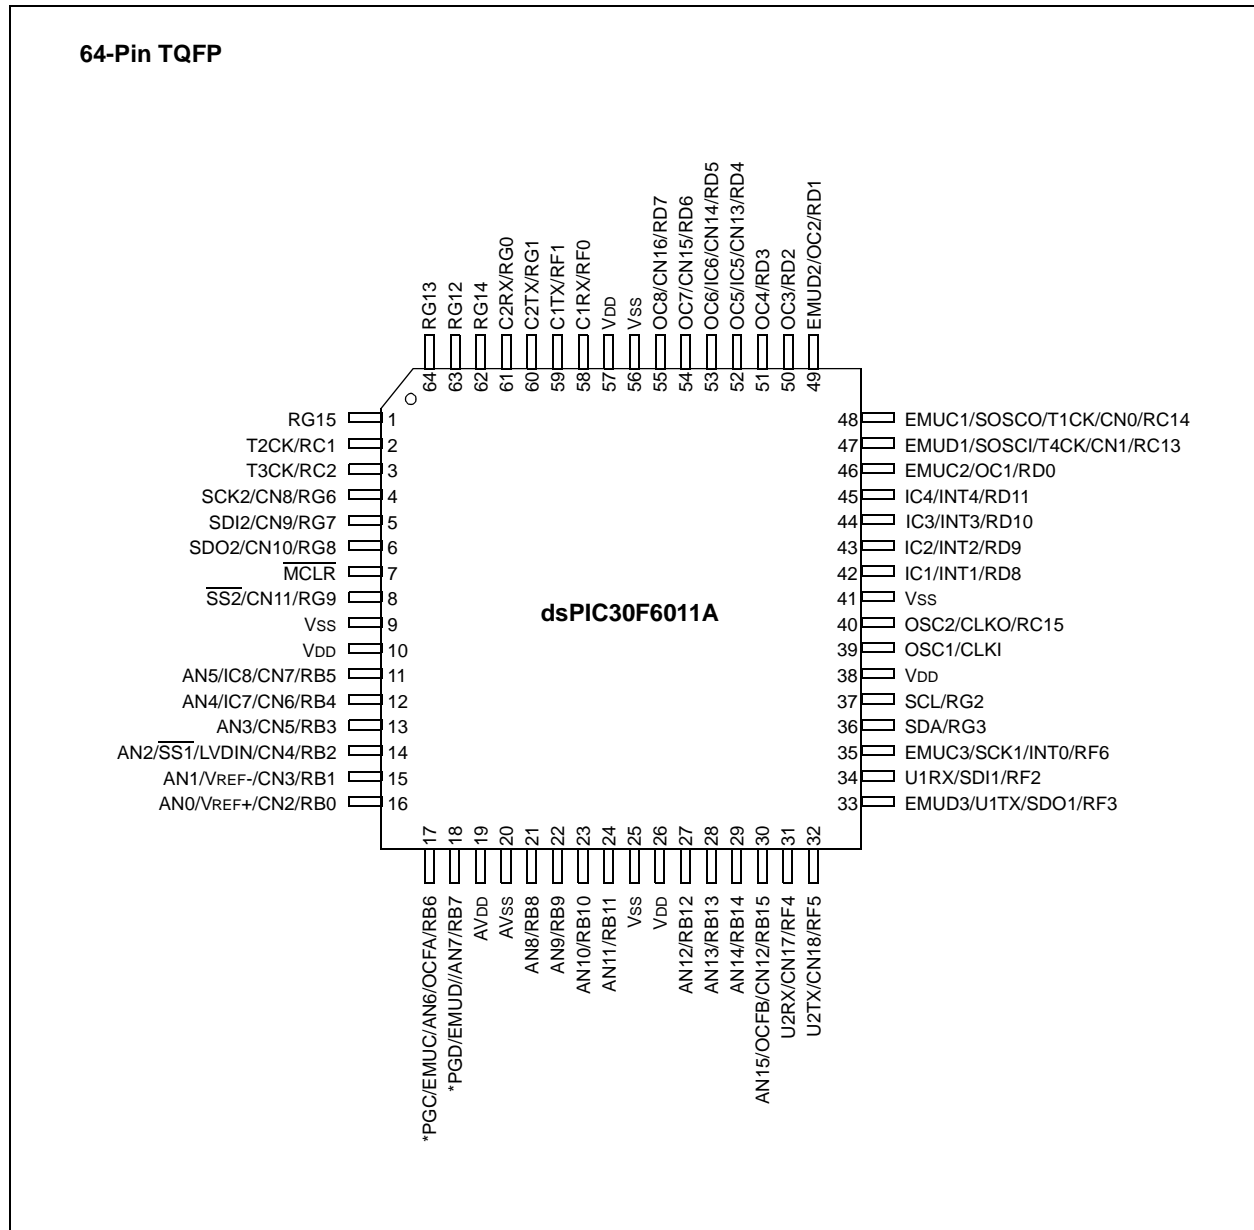 64-Pin TQFP
RG13
RG12
RG14
C2RX/RG0
C2TX/RG1
C1TX/RF1
C1RX/RF0
VDD
VSS
OC8/CN16/RD7
OC7/CN15/RD6
OC6/IC6/CN14/RD5
OC5/IC5/CN13/RD4
OC4/RD3
OC3/RD2
EMUD2/OC2/RD1
64 63 62 61 60 59 58 57 56 55 54 53 52 51 50 49
RG15 1
T2CK/RC1 2
T3CK/RC2 3
SCK2/CN8/RG6 4
SDI2/CN9/RG7 5
SDO2/CN10/RG8 6
MCLR 7
SS2/CN11/RG9 8
VSS 9
VDD 10
AN5/IC8/CN7/RB5 11
AN4/IC7/CN6/RB4 12
AN3/CN5/RB3 13
AN2/SS1/LVDIN/CN4/RB2 14
AN1/VREF-/CN3/RB1 15
AN0/VREF+/CN2/RB0 16
dsPIC30F6011A
48 EMUC1/SOSCO/T1CK/CN0/RC14
47 EMUD1/SOSCI/T4CK/CN1/RC13
46 EMUC2/OC1/RD0
45 IC4/INT4/RD11
44 IC3/INT3/RD10
43 IC2/INT2/RD9
42 IC1/INT1/RD8
41 VSS
40 OSC2/CLKO/RC15
39 OSC1/CLKI
38 VDD
37 SCL/RG2
36 SDA/RG3
35 EMUC3/SCK1/INT0/RF6
34 U1RX/SDI1/RF2
33 EMUD3/U1TX/SDO1/RF3
17 18 19 20 21 22 23 24 25 26 27 28 29 30 31 32
*PGC/EMUC/AN6/OCFA/RB6
*PGD/EMUD//AN7/RB7
AVDD
AVSS
AN8/RB8
AN9/RB9
AN10/RB10
AN11/RB11
VSS
VDD
AN12/RB12
AN13/RB13
AN14/RB14
AN15/OCFB/CN12/RB15
U2RX/CN17/RF4
U2TX/CN18/RF5